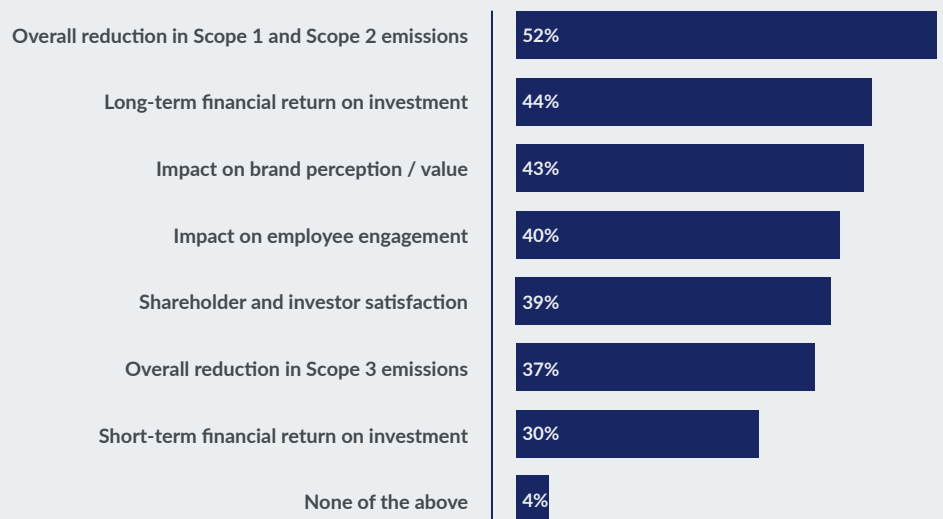 Overall reduction in Scope 1 and Scope 2 emissions 52%
Long-term financial return on investment 44%
Impact on brand perception / value 43%
Impact on employee engagement 40%
Shareholder and investor satisfaction 39%
Overall reduction in Scope 3 emissions 37%
Short-term financial return on investment 30%
None of the above 4%